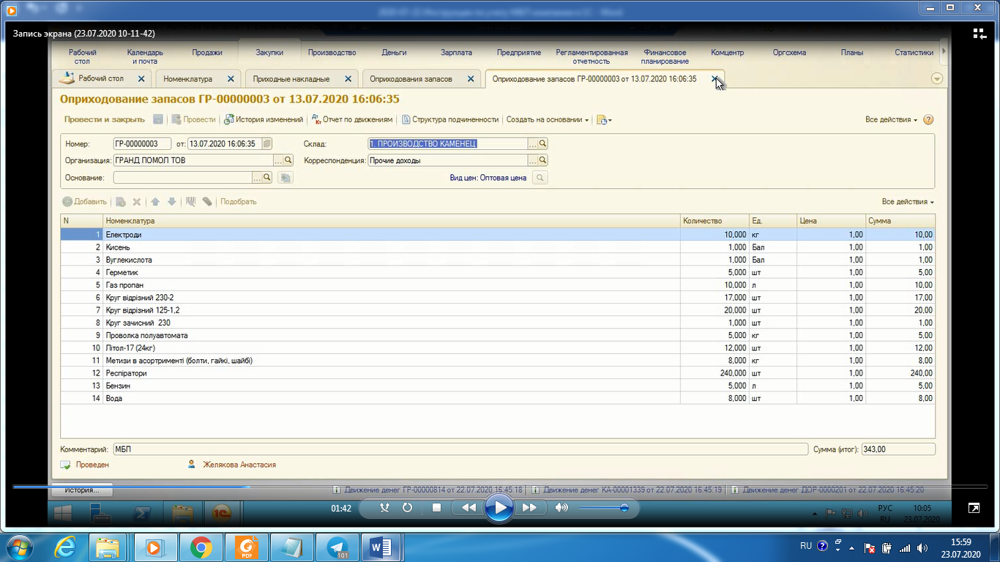 2020-07-23 Инструкция по учету МБП компании в 1С - Word
Запись экрана (23.07.2020 10-11-42)
Рабочий стол Календарь и почта Продажи Закупки Производство Деньги Зарплата Предприятие Регламентированная отчетность Финансовое планирование Комцентр Оргсхема Планы Статистики
Рабочий стол Номенклатура Приходные накладные Оприходования запасов Оприходование запасов ГР-00000003 от 13.07.2020 16:06:35
Оприходование запасов ГР-00000003 от 13.07.2020 16:06:35
Провести и закрыть Провести История изменений Дт Кт Отчет по движениям Структура подчиненности Создать на основании Все действия
Номер: ГР-00000003 от: 13.07.2020 16:06:35 Склад: 1. ПРОИЗВОДСТВО КАМЕНЕЦ
Организация: ГРАНД ПОМОЛ ТОВ Корреспонденция: Прочие доходы
Основание: Вид цен: Оптовая цена
Добавить Подобрать Все действия
N Номенклатура Количество Ед. Цена Сумма
1 Електроди 10,000 кг 1,00 10,00
2 Кисень 1,000 Бал 1,00 1,00
3 Вуглекислота 1,000 Бал 1,00 1,00
4 Герметик 5,000 шт 1,00 5,00
5 Газ пропан 10,000 л 1,00 10,00
6 Круг відрізний 230-2 17,000 шт 1,00 17,00
7 Круг відрізний 125-1,2 20,000 шт 1,00 20,00
8 Круг зачисний 230 1,000 шт 1,00 1,00
9 Проволка полуавтомата 5,000 кг 1,00 5,00
10 Літол-17 (24кг) 12,000 шт 1,00 12,00
11 Метизи в асортименті (болти, гайкі, шайбі) 8,000 кг 1,00 8,00
12 Респіратори 240,000 шт 1,00 240,00
13 Бензин 5,000 л 1,00 5,00
14 Вода 8,000 шт 1,00 8,00
Комментарий: МБП Сумма (итог): 343,00
Проведен Желякова Анастасия
История... Движение денег ГР-00000814 от 22.07.2020 16:45:18 Движение денег КА-00001339 от 22.07.2020 16:45:19 Движение денег ДОР-0000201 от 22.07.2020 16:45:20
01:42 РУС 10:05
RU 23.07.2020
PDF 101 W RU 15:59
23.07.2020